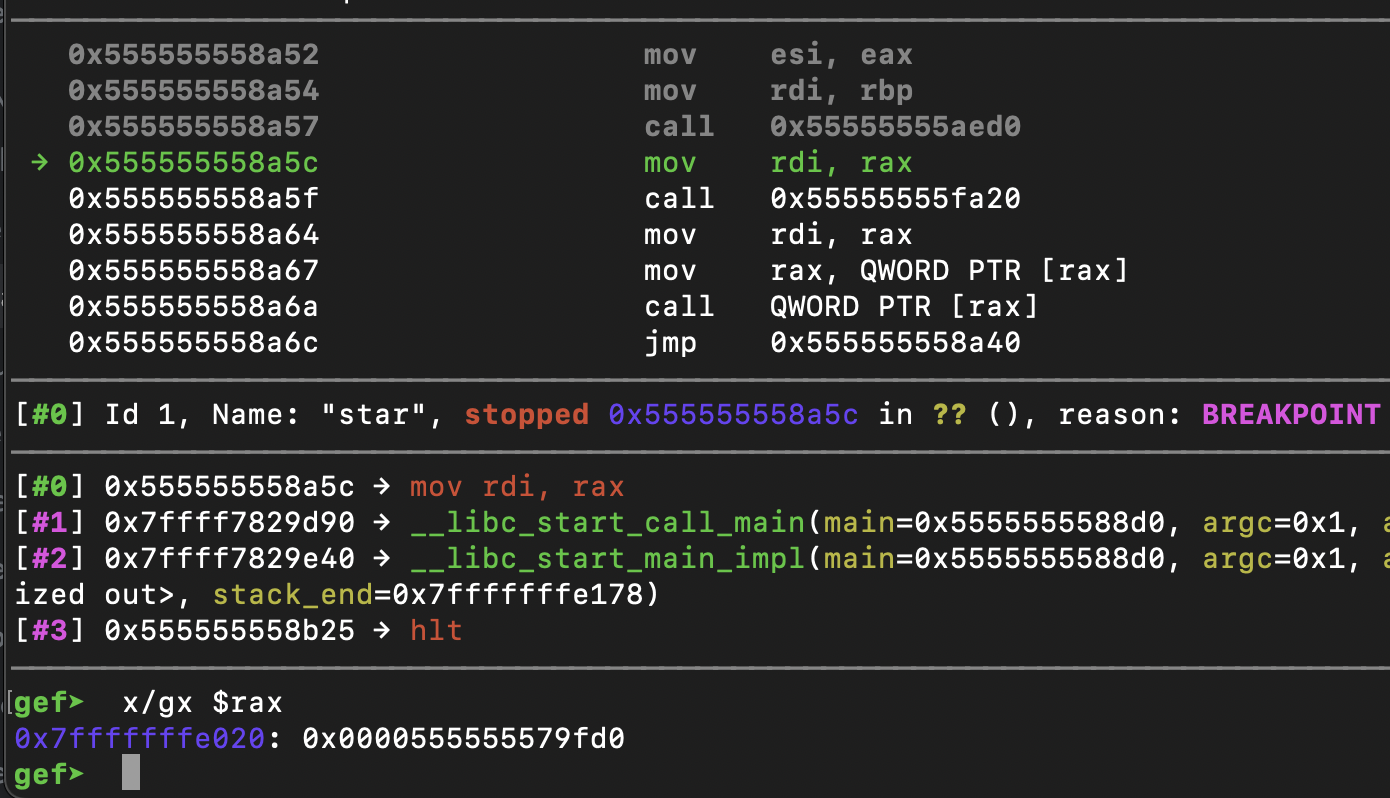 0x555555558a52 mov esi, eax
0x555555558a54 mov rdi, rbp
0x555555558a57 call 0x55555555aed0
→ 0x555555558a5c mov rdi, rax
0x555555558a5f call 0x55555555fa20
0x555555558a64 mov rdi, rax
0x555555558a67 mov rax, QWORD PTR [rax]
0x555555558a6a call QWORD PTR [rax]
0x555555558a6c jmp 0x555555558a40
[#0] Id 1, Name: "star", stopped 0x555555558a5c in ?? (), reason: BREAKPOINT
[#0] 0x555555558a5c → mov rdi, rax
[#1] 0x7ffff7829d90 → __libc_start_call_main(main=0x5555555588d0, argc=0x1,
[#2] 0x7ffff7829e40 → __libc_start_main_impl(main=0x5555555588d0, argc=0x1,
ized out>, stack_end=0x7fffffffe178)
[#3] 0x555555558b25 → hlt
gef➤ x/gx $rax
0x7fffffffe020: 0x0000555555579fd0
gef➤